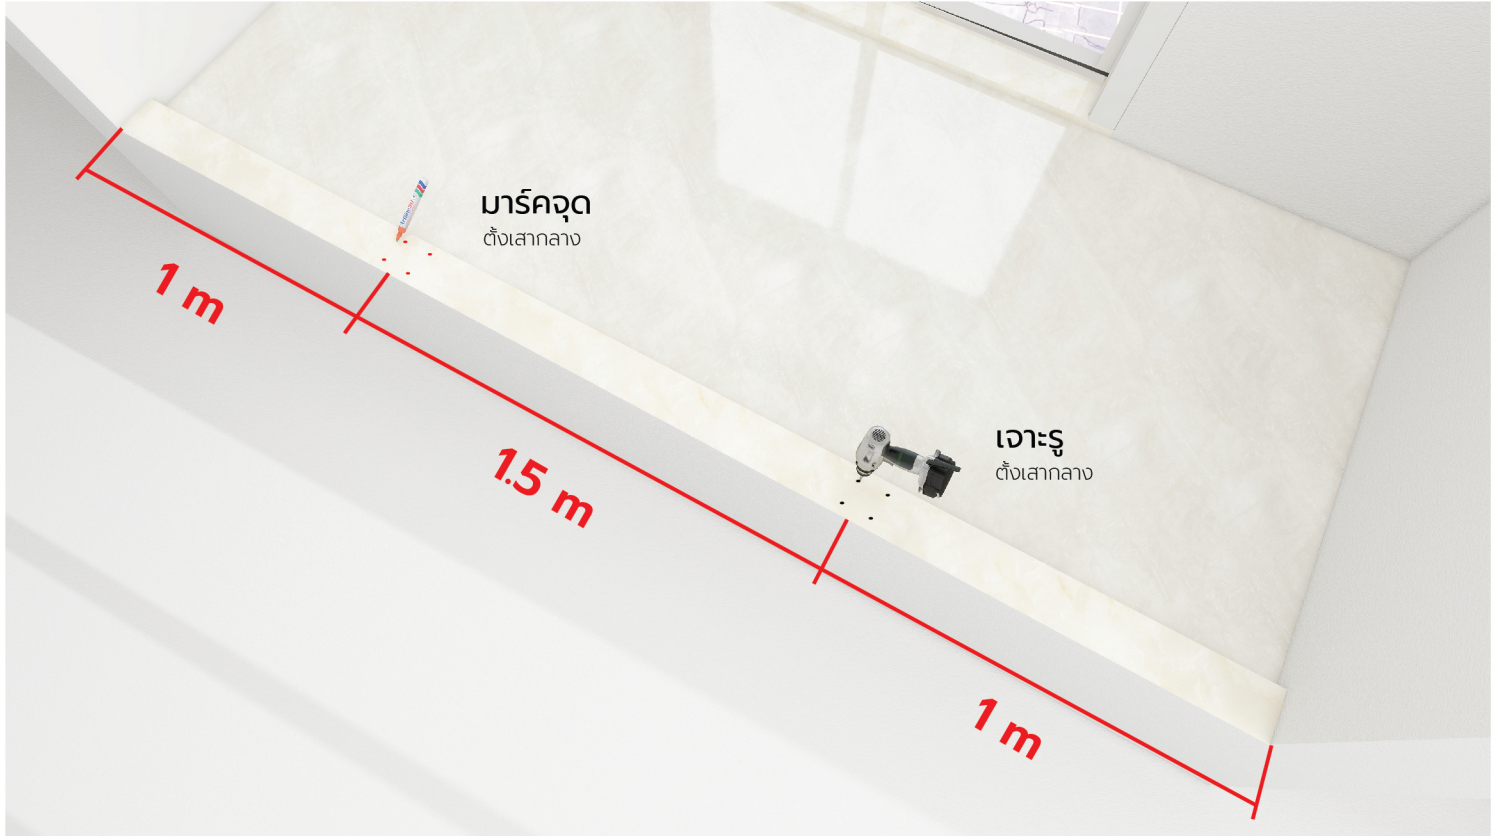 มาร์คจุด
ตั้งเสากลาง
1 m
1.5 m
เจาะรู
ตั้งเสากลาง
1 m